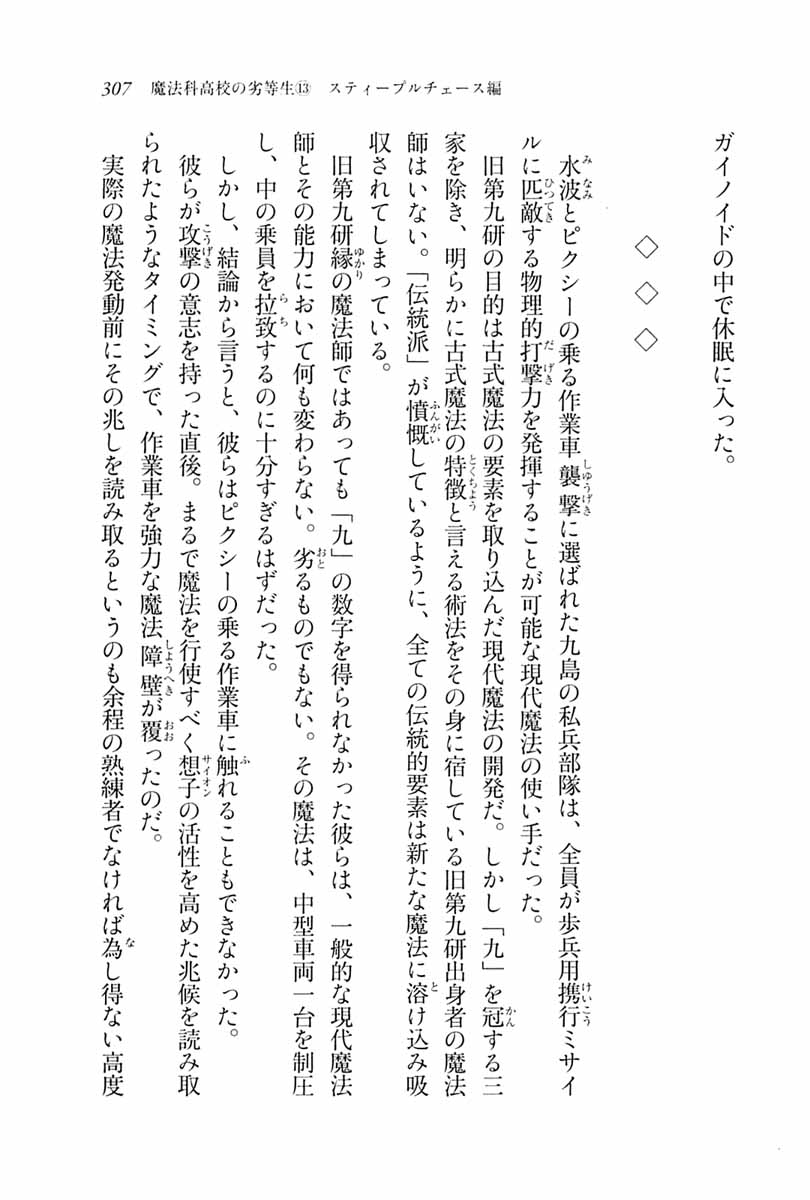 307 魔法科高校の劣等生⑬ スティープルチェース編
ガイノイドの中で休眠に入った。
◇ ◇ ◇
水波とピクシーの乗る作業車襲撃に選ばれた九島の私兵部隊は、全員が歩兵用携行ミサイ
ルに匹敵する物理的打撃力を発揮することが可能な現代魔法の使い手だった。
旧第九研の目的は古式魔法の要素を取り込んだ現代魔法の開発だ。しかし「九」を冠する三
家を除き、明らかに古式魔法の特徴と言える術法をその身に宿している旧第九研出身者の魔法
師はいない。「伝統派」が憤慨しているように、全ての伝統的要素は新たな魔法に溶け込み吸
収されてしまっている。
旧第九研縁の魔法師ではあっても「九」の数字を得られなかった彼らは、一般的な現代魔法
師とその能力において何も変わらない。劣るものでもない。その魔法は、中型車両一台を制圧
し、中の乗員を拉致するのに十分すぎるはずだった。
しかし、結論から言うと、彼らはピクシーの乗る作業車に触れることもできなかった。
彼らが攻撃の意志を持った直後。まるで魔法を行使すべく想子の活性を高めた兆候を読み取
られたようなタイミングで、作業車を強力な魔法障壁が覆ったのだ。
実際の魔法発動前にその兆しを読み取るというのも余程の熟練者でなければ為し得ない高度